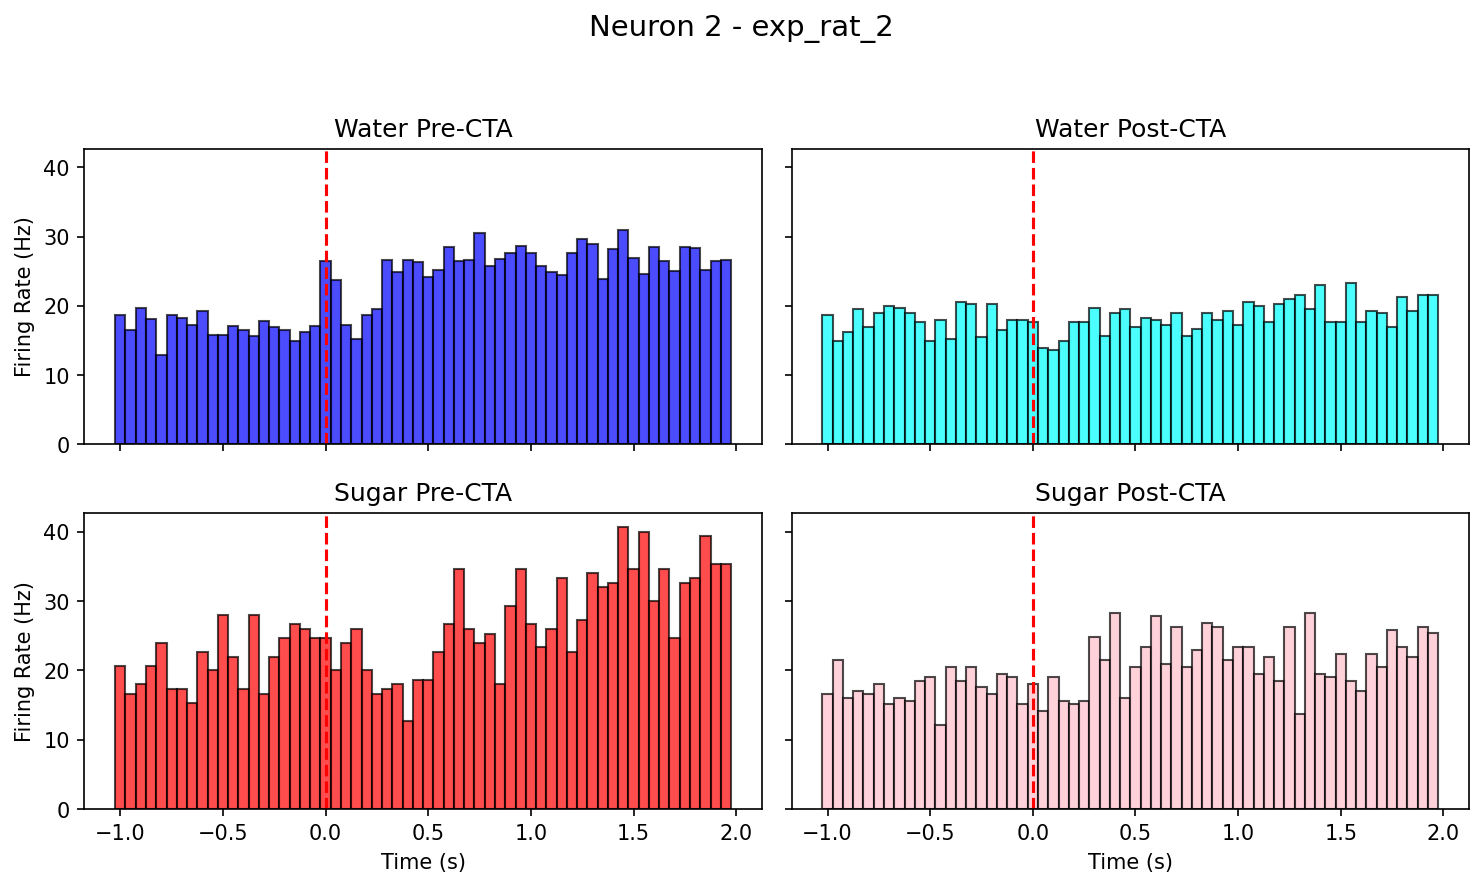 Neuron 2 - exp_rat_2
Water Pre-CTA
Water Post-CTA
Firing Rate (Hz)
40
30
20
10
0
Sugar Pre-CTA
Sugar Post-CTA
Firing Rate (Hz)
40
30
20
10
0
−1.0 −0.5 0.0 0.5 1.0 1.5 2.0
−1.0 −0.5 0.0 0.5 1.0 1.5 2.0
Time (s)
Time (s)